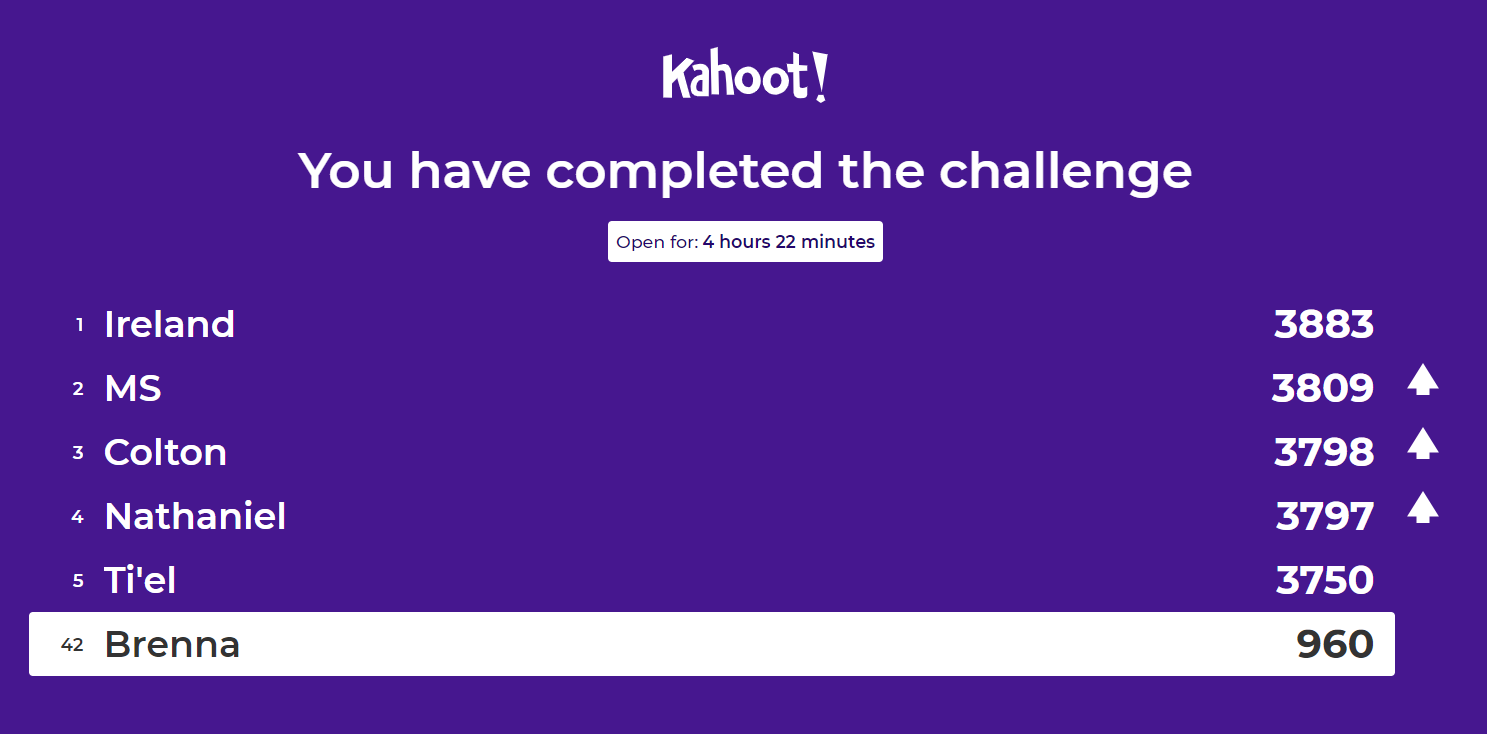 Kahoot!
You have completed the challenge
Open for: 4 hours 22 minutes
1 Ireland 3883
2 MS 3809
3 Colton 3798
4 Nathaniel 3797
5 Ti'el 3750
42 Brenna 960